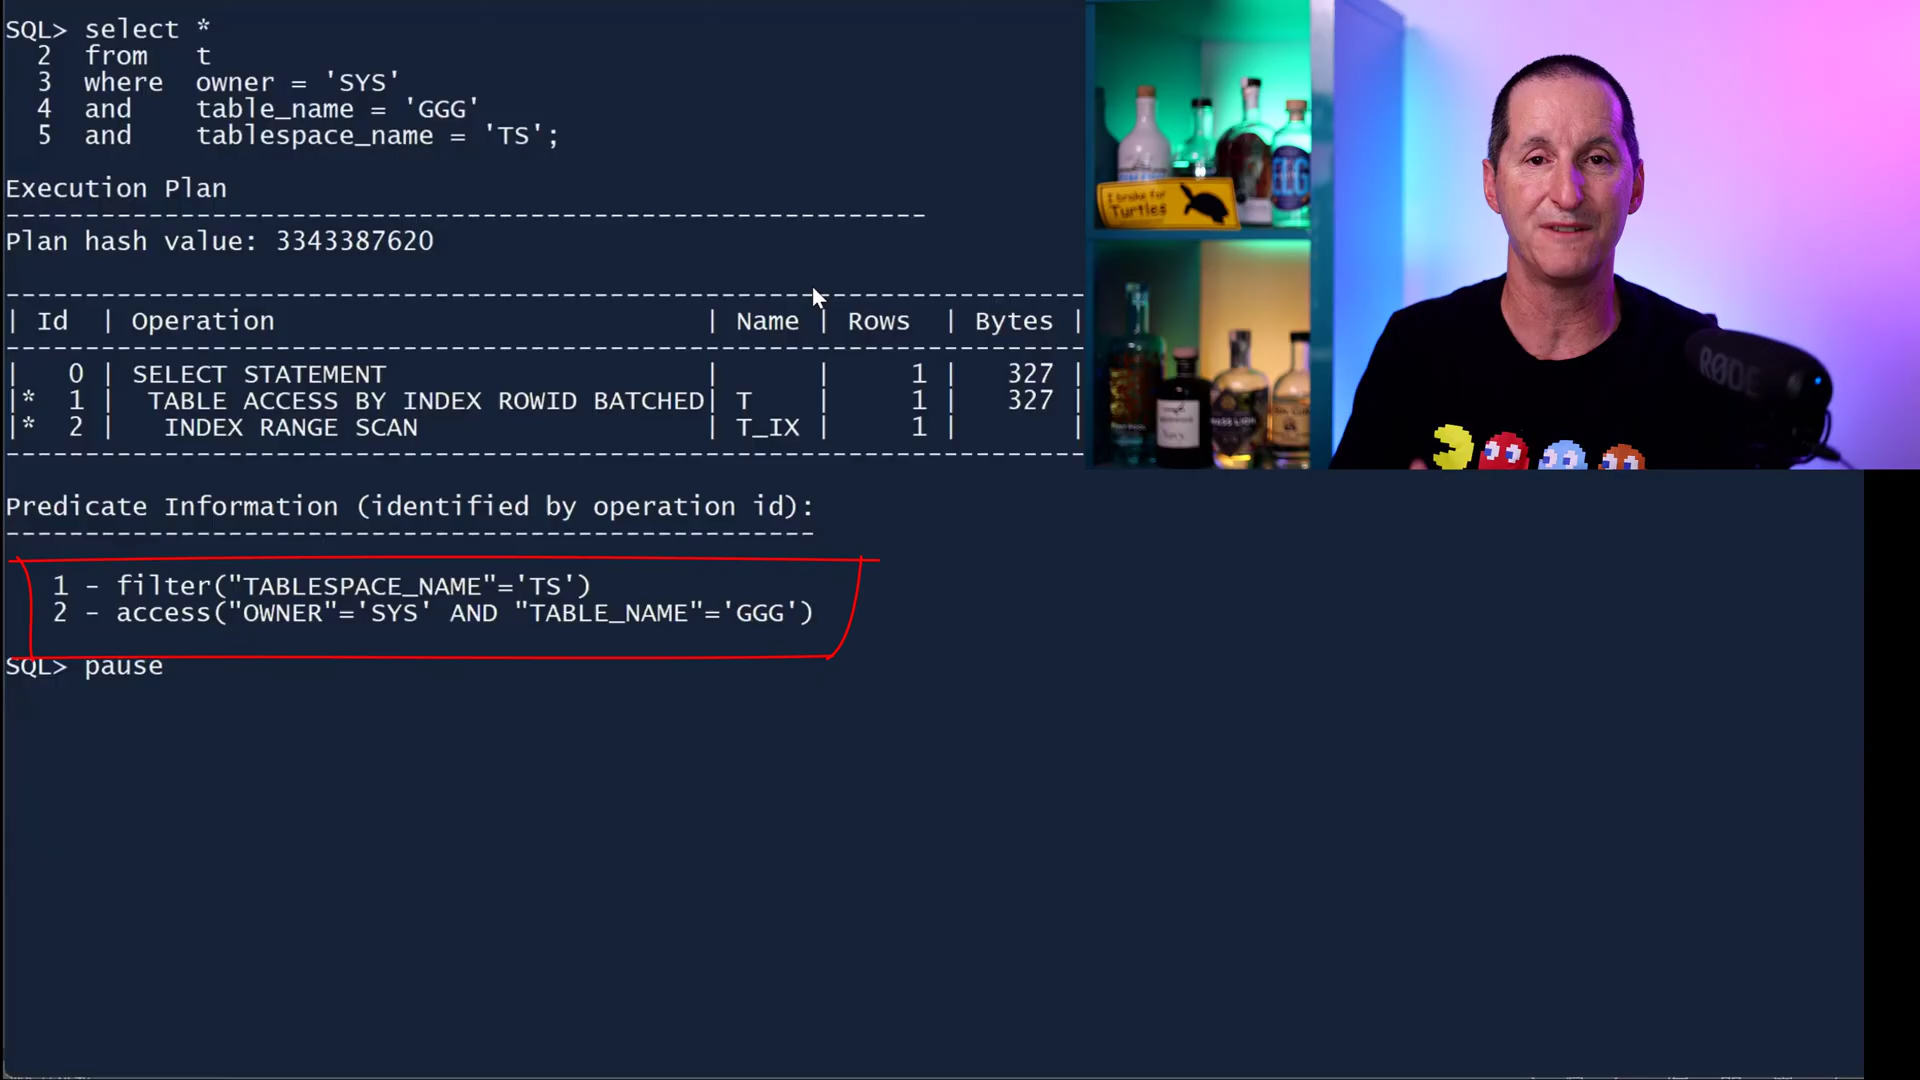 SQL> select *
2 from t
3 where owner = 'SYS'
4 and table_name = 'GGG'
5 and tablespace_name = 'TS';
Execution Plan
----------------------------------------------------------
Plan hash value: 3343387620
| Id | Operation | Name | Rows | Bytes |
| 0 | SELECT STATEMENT | | 1 | 327 |
|* 1 | TABLE ACCESS BY INDEX ROWID BATCHED| T | 1 | 327 |
|* 2 | INDEX RANGE SCAN | T_IX | 1 | |
Predicate Information (identified by operation id):
---------------------------------------------------
1 - filter("TABLESPACE_NAME"='TS')
2 - access("OWNER"='SYS' AND "TABLE_NAME"='GGG')
SQL> pause
I brake for
Turtles
RØDE